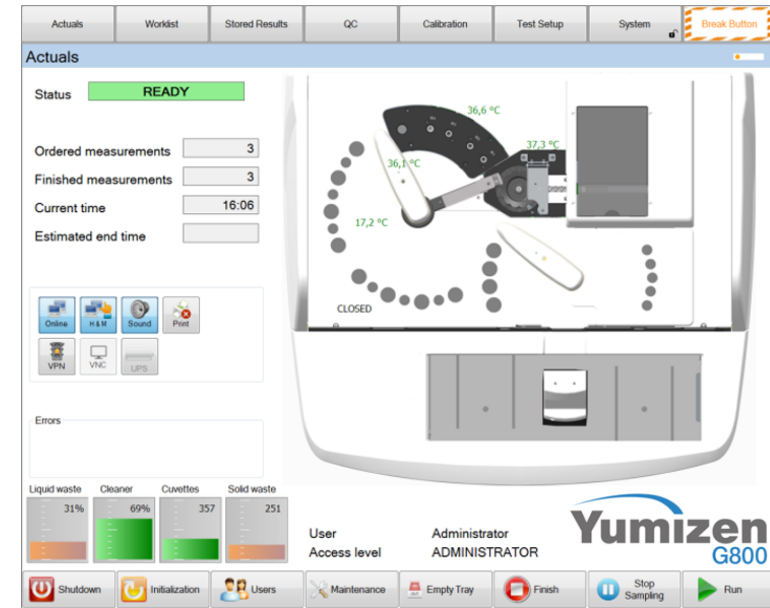 Actuals Worklist Stored Results QC Calibration Test Setup System Break Button
Actuals
Status READY
Ordered measurements 3
Finished measurements 3
Current time 16:06
Estimated end time
36,6 °C
37,3 °C
36,1 °C
17,2 °C
CLOSED
Online H & M Sound Print
VPN VNC UPS
Errors
Liquid waste Cleaner Cuvettes Solid waste
31% 69% 357 251
User Administrator
Access level ADMINISTRATOR
Yumizen
G800
Shutdown Initialization Users Maintenance Empty Tray Finish Stop Sampling Run